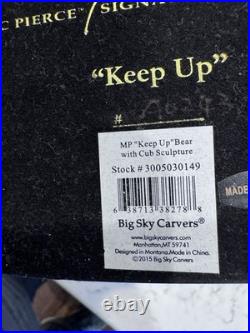 C PIERCE™/SIGNA
"Keep Up"
#
MP "Keep Up"Bear
with Cub Sculpture
Stock # 3005030149
6 38713 38278 8
MADE
Big Sky Carvers®
www.bigskycarvers.com
Manhattan, MT 59741
Designed in Montana. Made in China.
©2015 Big Sky Carvers